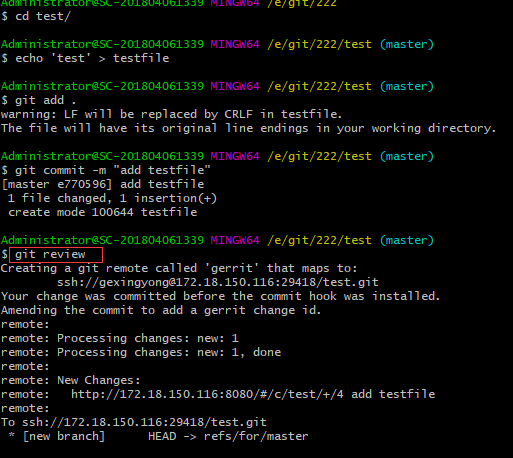 Administrator@SC-201804061339 MINGW64 /e/git/222
$ cd test/
Administrator@SC-201804061339 MINGW64 /e/git/222/test (master)
$ echo 'test' > testfile
Administrator@SC-201804061339 MINGW64 /e/git/222/test (master)
$ git add .
warning: LF will be replaced by CRLF in testfile.
The file will have its original line endings in your working directory.
Administrator@SC-201804061339 MINGW64 /e/git/222/test (master)
$ git commit -m "add testfile"
[master e770596] add testfile
 1 file changed, 1 insertion(+)
 create mode 100644 testfile
Administrator@SC-201804061339 MINGW64 /e/git/222/test (master)
$ git review
Creating a git remote called 'gerrit' that maps to:
        ssh://gexingyong@172.18.150.116:29418/test.git
Your change was committed before the commit hook was installed.
Amending the commit to add a gerrit change id.
remote:
remote: Processing changes: new: 1
remote: Processing changes: new: 1, done
remote:
remote: New Changes:
remote:   http://172.18.150.116:8080/#/c/test/+/4 add testfile
remote:
To ssh://172.18.150.116:29418/test.git
 * [new branch]      HEAD -> refs/for/master